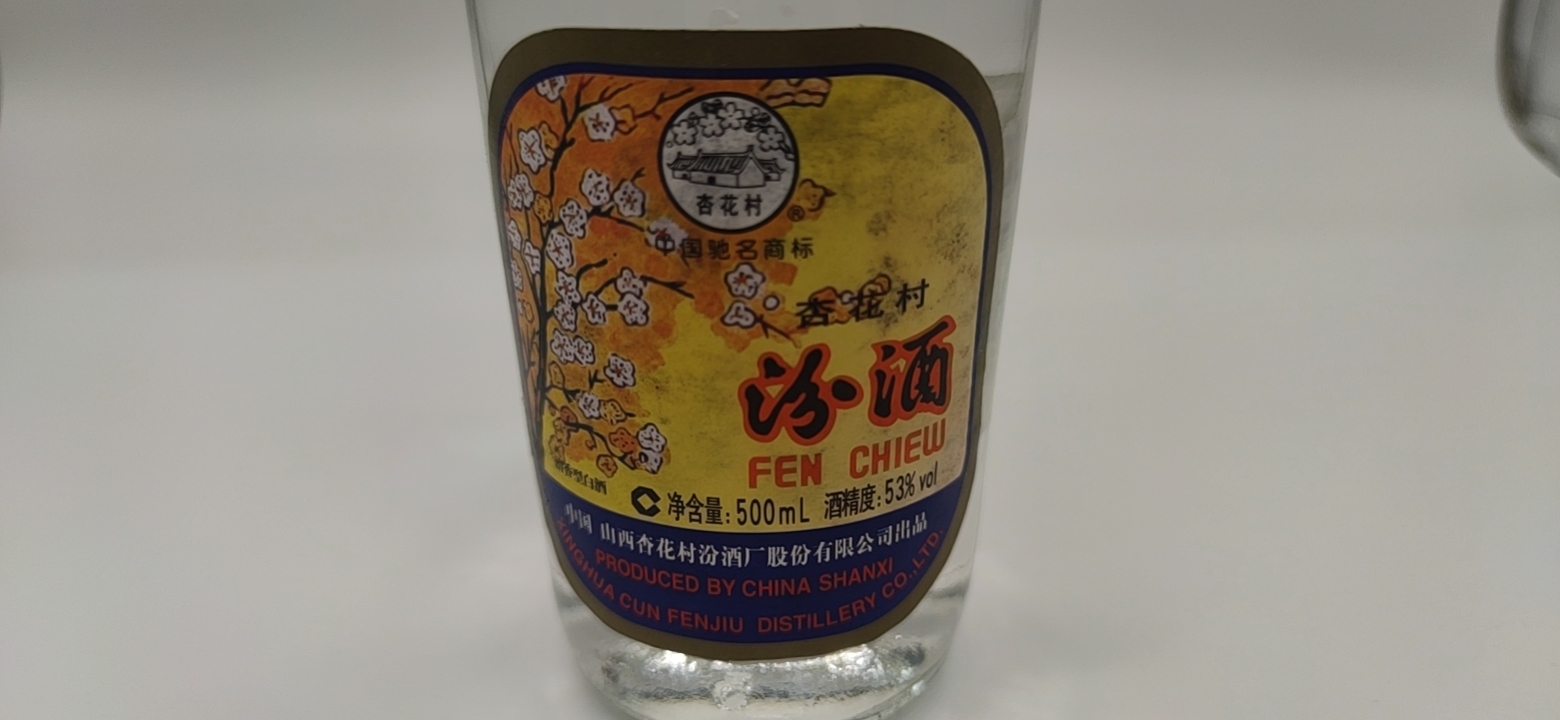 杏花村
®
中国驰名商标
杏花村
汾酒
FEN CHIEW
净含量:500mL 酒精度:53%vol
中国 山西杏花村汾酒厂股份有限公司出品
PRODUCED BY CHINA SHANXI
XINGHUA CUN FENJIU DISTILLERY CO.,LTD.